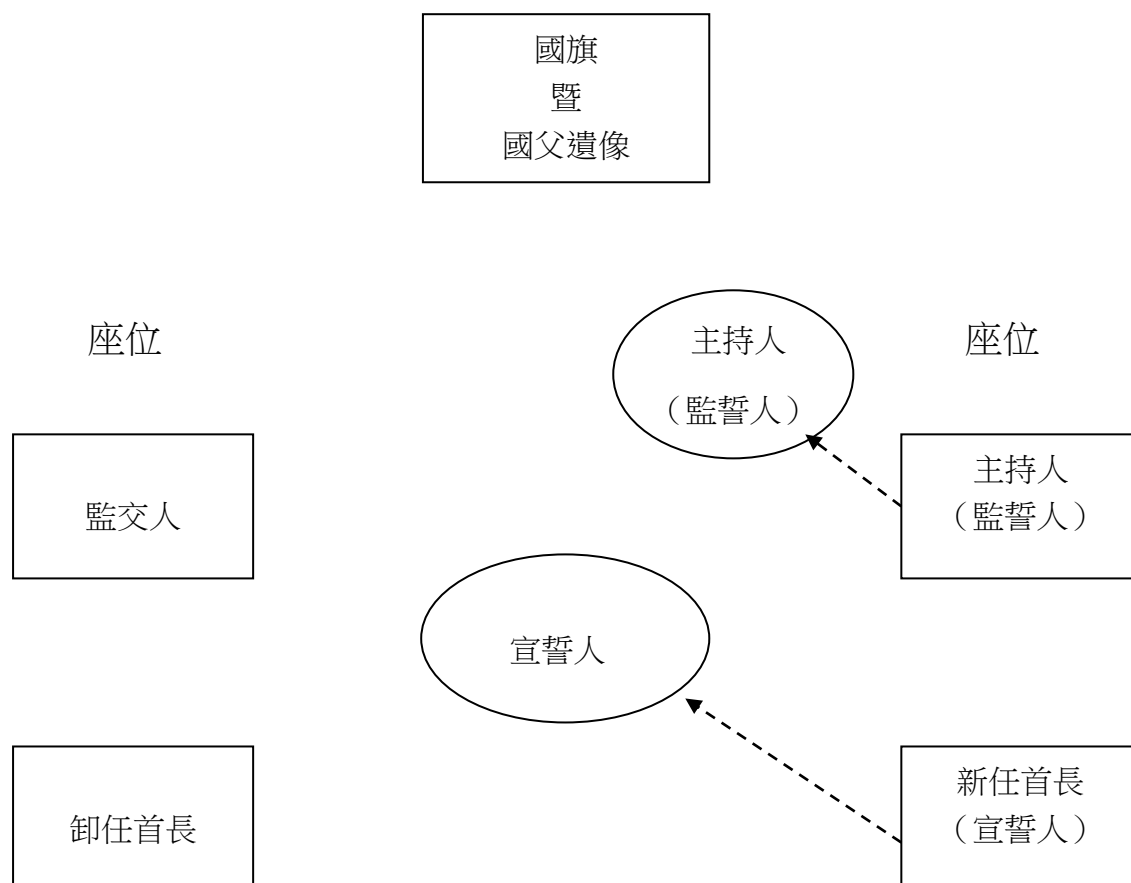 國旗
暨
國父遺像
座位
主持人
（監誓人）
座位
監交人
主持人
（監誓人）
宣誓人
卸任首長
新任首長
（宣誓人）